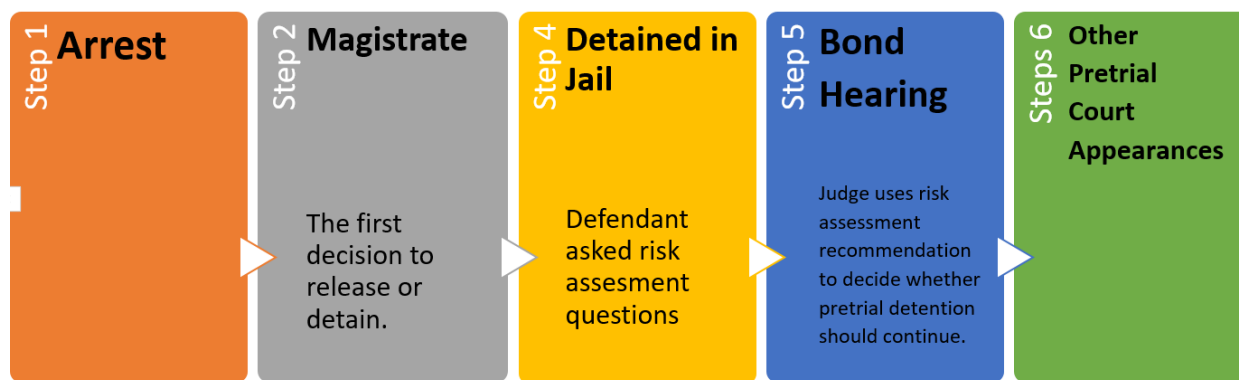 Step 1
Arrest
Step 2
Magistrate
The first
decision to
release or
detain.
Step 4
Detained in
Jail
Defendant
asked risk
assesment
questions
Step 5
Bond
Hearing
Judge uses risk
assessment
recommendation
to decide whether
pretrial detention
should continue.
Steps 6
Other
Pretrial
Court
Appearances